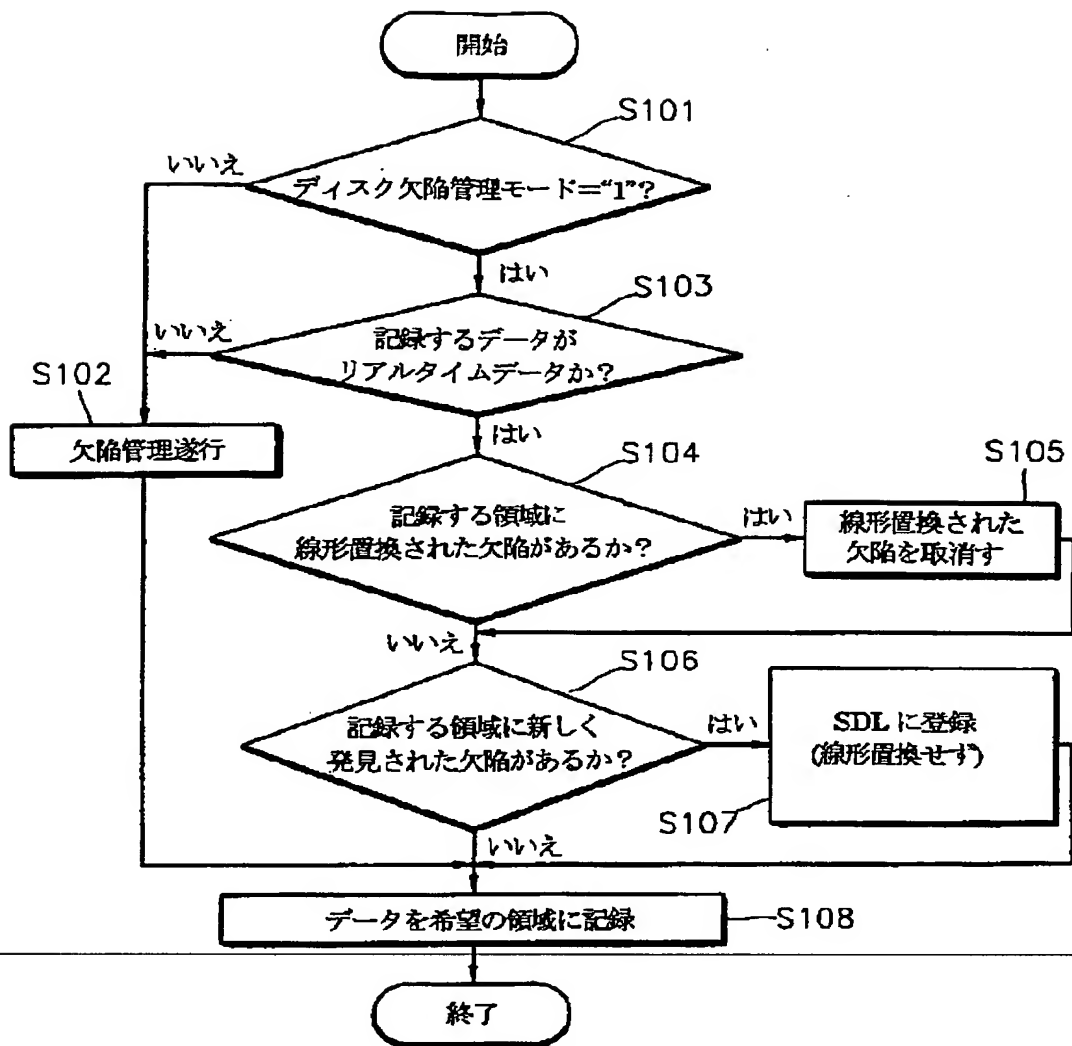 開始
S101
いいえ
ディスク欠陥管理モード="1"?
はい
S103
いいえ
記録するデータが
リアルタイムデータか?
S102
欠陥管理遂行
はい
S104
S105
記録する領域に
線形置換された欠陥があるか?
はい
線形置換された
欠陥を取消す
いいえ
S106
記録する領域に新しく
発見された欠陥があるか?
はい
SDLに登録
(線形置換せず)
S107
いいえ
データを希望の領域に記録
S108
終了